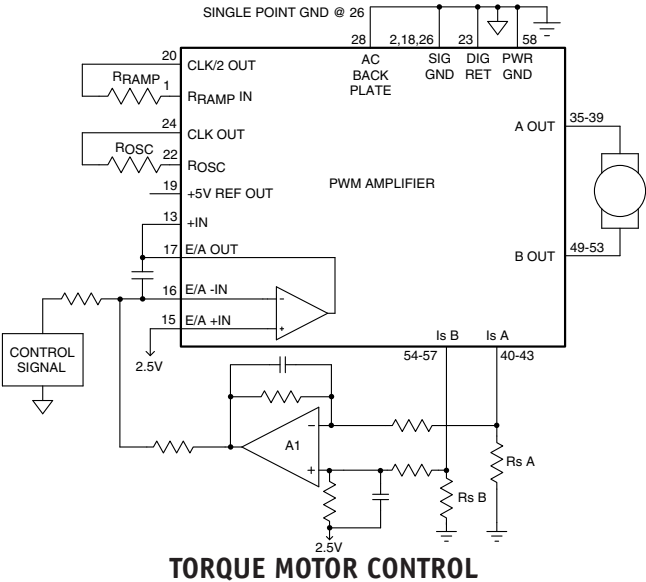 SINGLE POINT GND @ 26
28
2,18,26
23
58
AC
BACK
PLATE
SIG
GND
DIG
RET
PWR
GND
20
CLK/2 OUT
RRAMP
1
RRAMP IN
24
CLK OUT
ROSC
22
ROSC
19
+5V REF OUT
13
+IN
17
E/A OUT
16
E/A -IN
15
E/A +IN
2.5V
PWM AMPLIFIER
A OUT
35-39
B OUT
49-53
Is B
Is A
54-57
40-43
CONTROL
SIGNAL
−
+
A1
−
+
Rs A
Rs B
2.5V
TORQUE MOTOR CONTROL